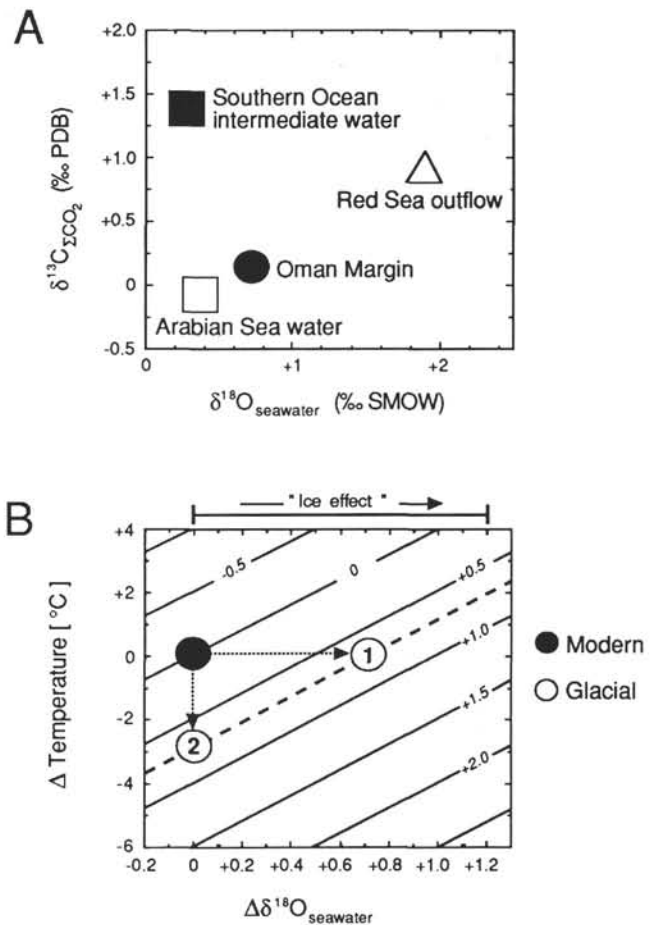 A
+2.0
+1.5
+1.0
+0.5
0
-0.5
δ13CΣCO2 (‰ PDB)
Southern Ocean
intermediate water
Red Sea outflow
Oman Margin
Arabian Sea water
0
+1
+2
δ18Oseawater (‰ SMOW)
" Ice effect "
B
+4
+2
0
-2
-4
-6
Δ Temperature [ °C]
-0.5
0
+0.5
+1.0
+1.5
+2.0
1
2
Modern
Glacial
-0.2
0
+0.2
+0.4
+0.6
+0.8
+1.0
+1.2
Δδ18Oseawater